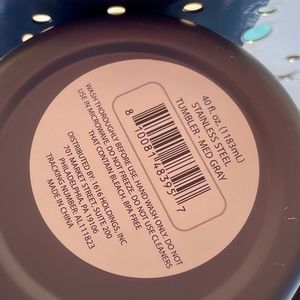 40 fl. oz. (1183mL)
STAINLESS STEEL
TUMBLER - MED GRAY
8 10081 48395 7
WASH THOROUGHLY BEFORE USE. HAND WASH ONLY. DO NOT
USE IN MICROWAVE. DO NOT FREEZE. DO NOT USE CLEANERS
THAT CONTAIN BLEACH. BPA FREE
DISTRIBUTED BY: 1616 HOLDINGS, INC
701 MARKET STREET, SUITE 200
PHILADELPHIA, PA 19106
TRACKING NUMBER: AL111823
MADE IN CHINA